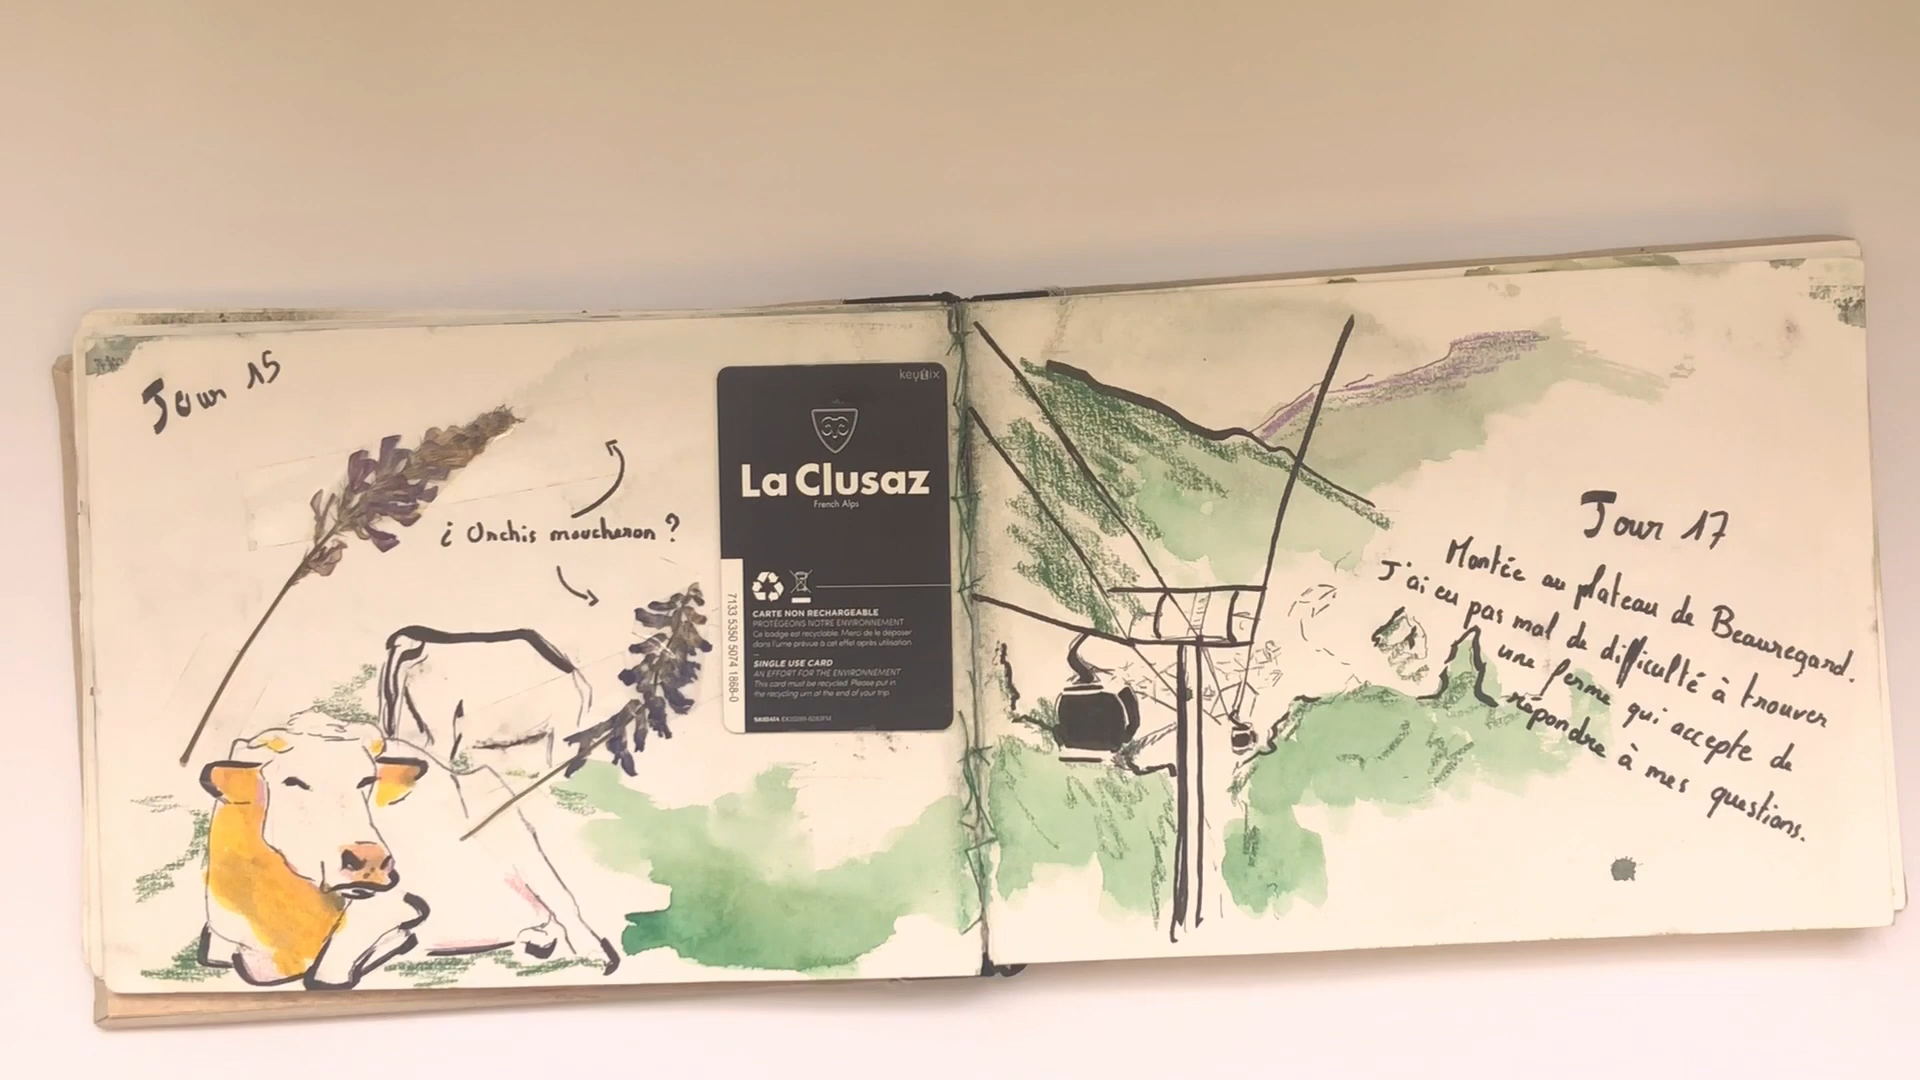 Jour 15
¿ Orchis moucheron ?
keytix
La Clusaz
French Alps
CARTE NON RECHARGEABLE
PROTÉGEONS NOTRE ENVIRONNEMENT
Ce badge est recyclable. Merci de le déposer
dans l'urne prévue à cet effet après utilisation.
SINGLE USE CARD
AN EFFORT FOR THE ENVIRONNEMENT
This card must be recycled. Please put in
the recycling urn at the end of your trip.
SKIDATA
7133 5350 5074 1868-0
Jour 17
Montée au plateau de Beauregard.
J'ai eu pas mal de difficulté à trouver
une ferme qui accepte de
répondre à mes questions.